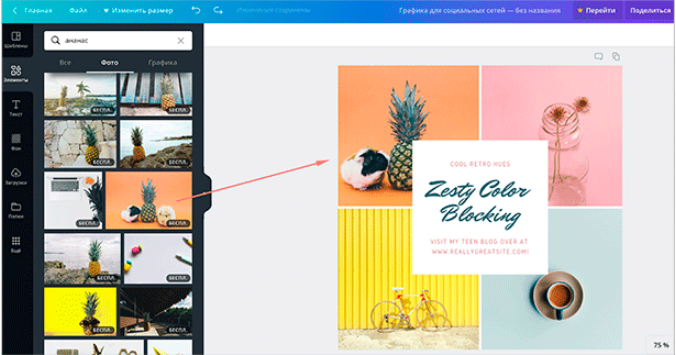 Главная Файл Изменить размер Изменения сохранены Графика для социальных сетей — без названия Перейти Поделиться
Шаблоны
Элементы
Текст
Фон
Загрузки
Папки
Ещё
ананас
Все Фото Графика
БЕСПЛ. БЕСПЛ.
БЕСПЛ. БЕСПЛ.
БЕСПЛ. БЕСПЛ.
БЕСПЛ. БЕСПЛ.
БЕСПЛ. БЕСПЛ.
COOL RETRO HUES
Zesty Color
Blocking
VISIT MY TEEN BLOG OVER AT
WWW.REALLYGREATSITE.COM!
75 %